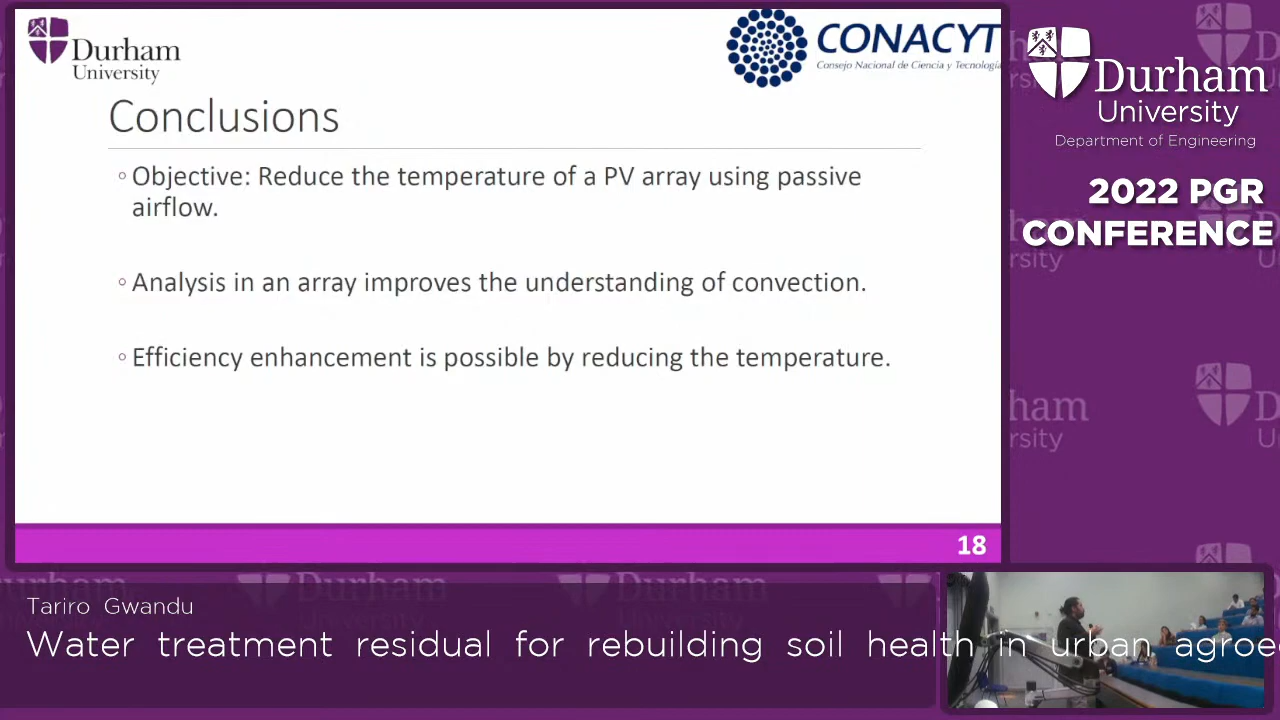 Durham
University
CONACYT
Consejo Nacional de Ciencia y Tecnología
Conclusions
Objective: Reduce the temperature of a PV array using passive
airflow.
Analysis in an array improves the understanding of convection.
Efficiency enhancement is possible by reducing the temperature.
18
Durham
University
Department of Engineering
2022 PGR
CONFERENCE
Tariro Gwandu
Water treatment residual for rebuilding soil health in urban agroe